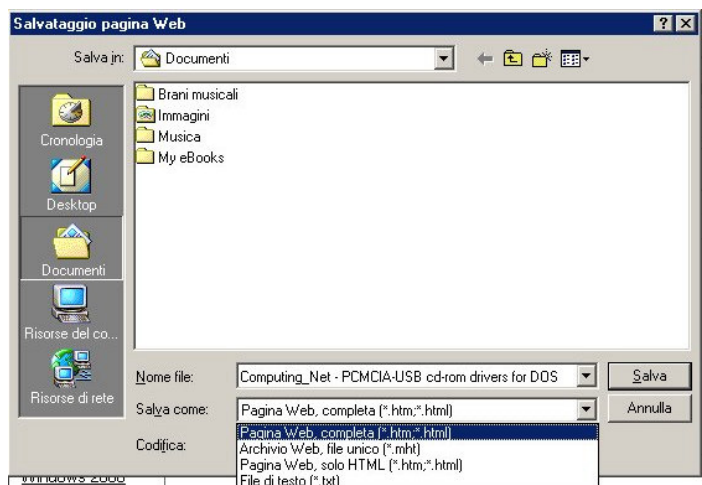 Salvataggio pagina Web
Salva in: Documenti
Brani musicali
Immagini
Musica
My eBooks
Cronologia
Desktop
Documenti
Risorse del co...
Risorse di rete
Nome file: Computing_Net - PCMCIA-USB cd-rom drivers for DOS Salva
Salva come: Pagina Web, completa (*.htm;*.html) Annulla
Codifica:
Pagina Web, completa (*.htm;*.html)
Archivio Web, file unico (*.mht)
Pagina Web, solo HTML (*.htm;*.html)
File di testo (*.txt)
Windows 2000